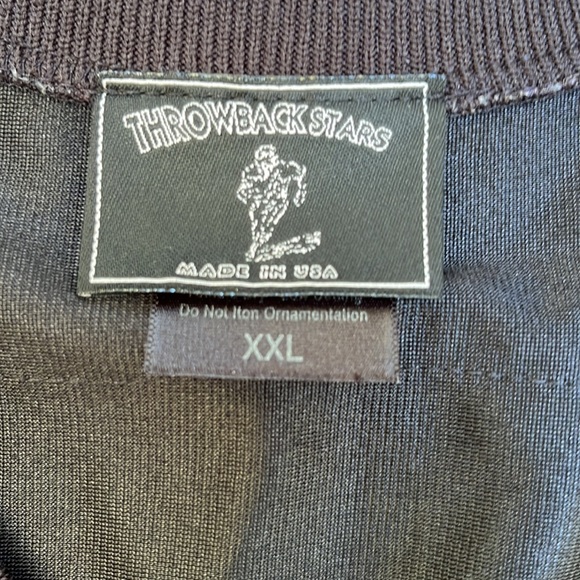 THROWBACK STARS
MADE IN USA
Do Not Iron Ornamentation
XXL